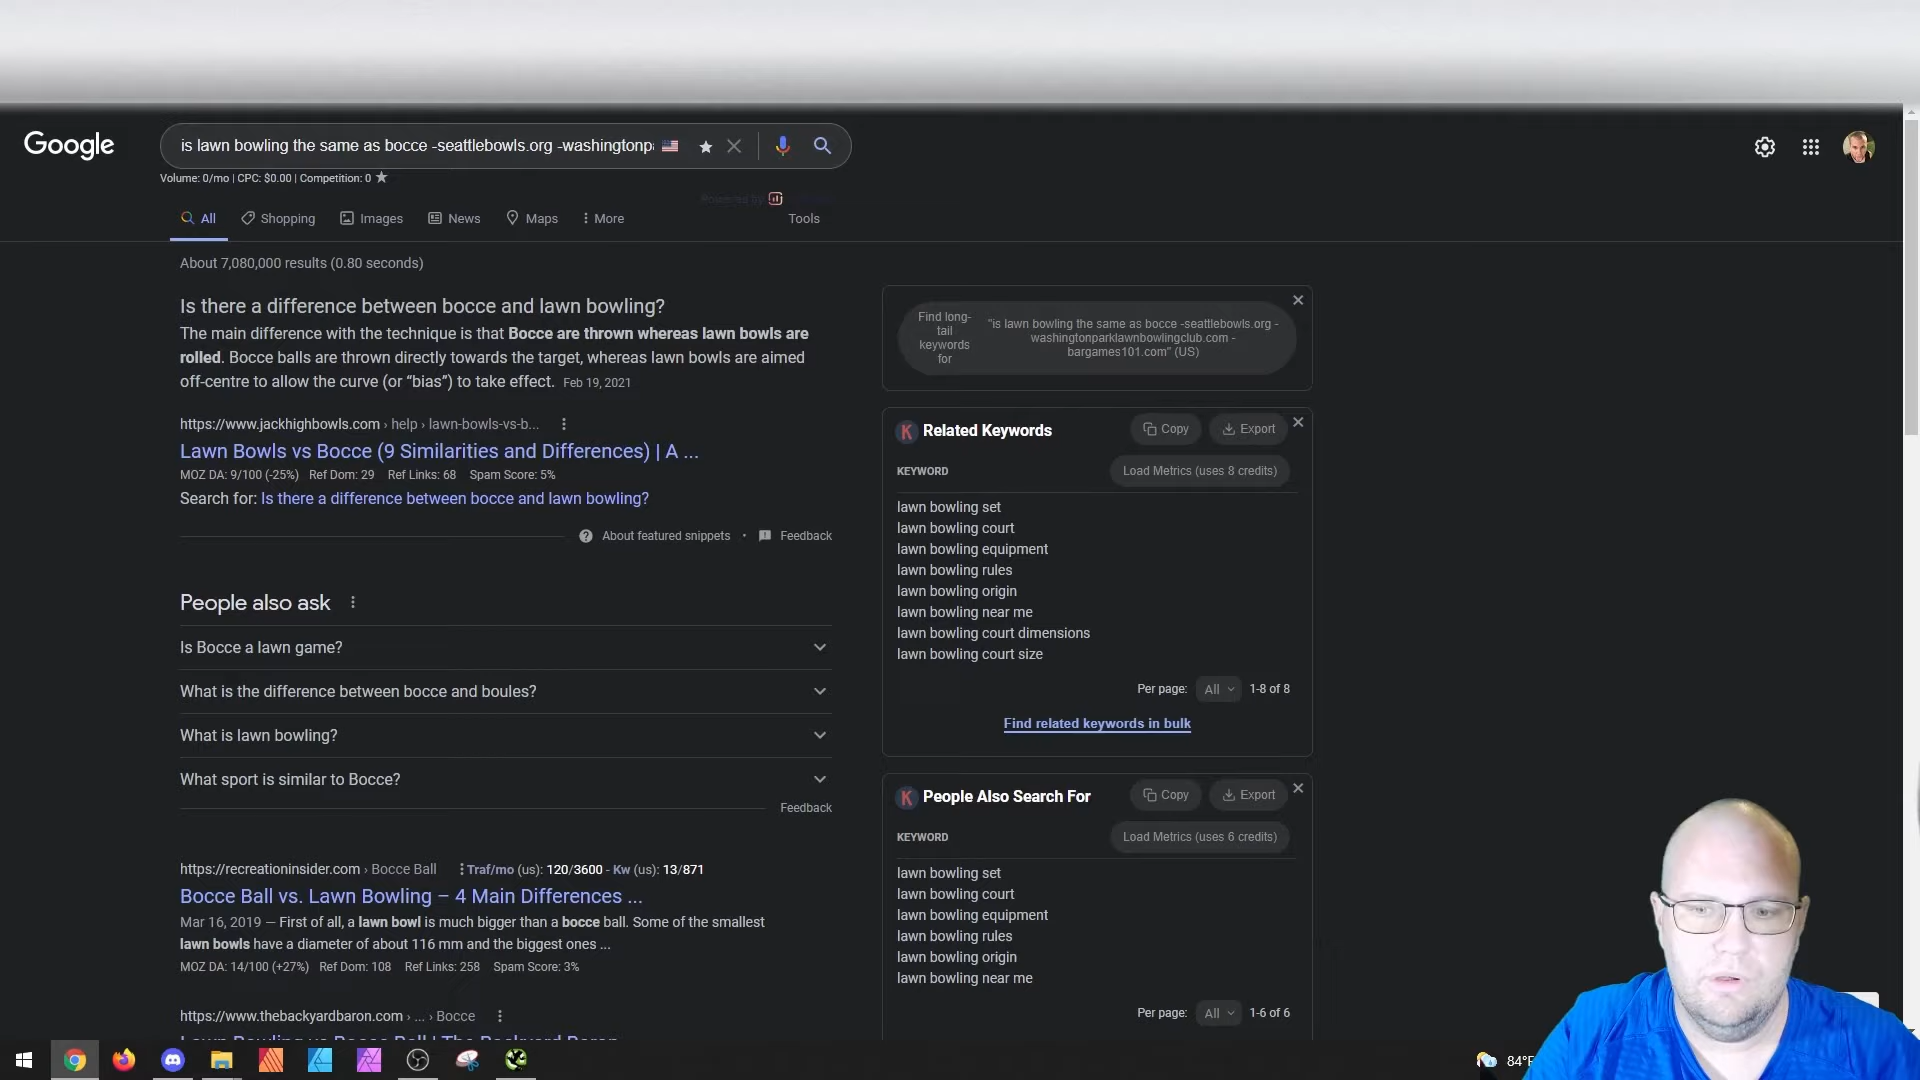 Google
is lawn bowling the same as bocce -seattlebowls.org -washingtonpa
Volume: 0/mo | CPC: $0.00 | Competition: 0
Powered by
All
Shopping
Images
News
Maps
More
Tools
About 7,080,000 results (0.80 seconds)
Is there a difference between bocce and lawn bowling?
The main difference with the technique is that Bocce are thrown whereas lawn bowls are
rolled. Bocce balls are thrown directly towards the target, whereas lawn bowls are aimed
off-centre to allow the curve (or “bias”) to take effect. Feb 19, 2021
https://www.jackhighbowls.com › help › lawn-bowls-vs-b...
Lawn Bowls vs Bocce (9 Similarities and Differences) | A ...
MOZ DA: 9/100 (-25%) Ref Dom: 29 Ref Links: 68 Spam Score: 5%
Search for: Is there a difference between bocce and lawn bowling?
About featured snippets • Feedback
People also ask
Is Bocce a lawn game?
What is the difference between bocce and boules?
What is lawn bowling?
What sport is similar to Bocce?
Feedback
https://recreationinsider.com › Bocce Ball Traf/mo (us): 120/3600 - Kw (us): 13/871
Bocce Ball vs. Lawn Bowling – 4 Main Differences ...
Mar 16, 2019 — First of all, a lawn bowl is much bigger than a bocce ball. Some of the smallest
lawn bowls have a diameter of about 116 mm and the biggest ones ...
MOZ DA: 14/100 (+27%) Ref Dom: 108 Ref Links: 258 Spam Score: 3%
https://www.thebackyardbaron.com › ... › Bocce
Lawn Bowling vs Bocce Ball | The Backyard Baron
Find long-
tail
keywords
for
"is lawn bowling the same as bocce -seattlebowls.org -
washingtonparklawnbowlingclub.com -
bargames101.com" (US)
K Related Keywords
Copy
Export
KEYWORD
Load Metrics (uses 8 credits)
lawn bowling set
lawn bowling court
lawn bowling equipment
lawn bowling rules
lawn bowling origin
lawn bowling near me
lawn bowling court dimensions
lawn bowling court size
Per page: All 1-8 of 8
Find related keywords in bulk
K People Also Search For
Copy
Export
KEYWORD
Load Metrics (uses 6 credits)
lawn bowling set
lawn bowling court
lawn bowling equipment
lawn bowling rules
lawn bowling origin
lawn bowling near me
Per page: All 1-6 of 6
84°F